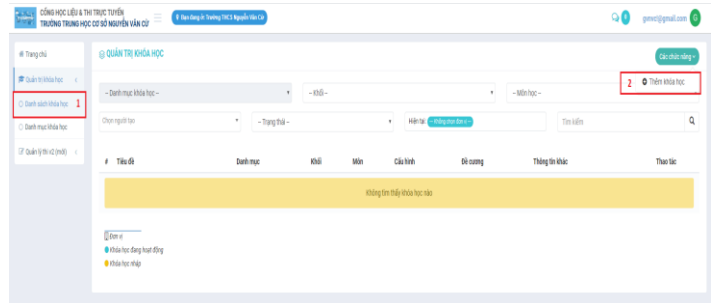 CỔNG HỌC LIỆU & THI TRỰC TUYẾN
TRƯỜNG TRUNG HỌC CƠ SỞ NGUYỄN VĂN CỪ
Bạn đang ở: Trường THCS Nguyễn Văn Cừ
gvnvc1@gmail.com G
Trang chủ
Quản trị khóa học
Danh sách khóa học 1
Danh mục khóa học
Quản lý thi v2 (mới)
QUẢN TRỊ KHÓA HỌC
Các chức năng
2 Thêm khóa học
-- Danh mục khóa học --
-- Khối --
-- Môn học --
Chọn người tạo
-- Trạng thái --
Hiện tại: -- Không chọn đơn vị --
Tìm kiếm
# Tiêu đề Danh mục Khối Môn Cấu hình Đề cương Thông tin khác Thao tác
Không tìm thấy khóa học nào
Đơn vị
Khóa học đang hoạt động
Khóa học nháp